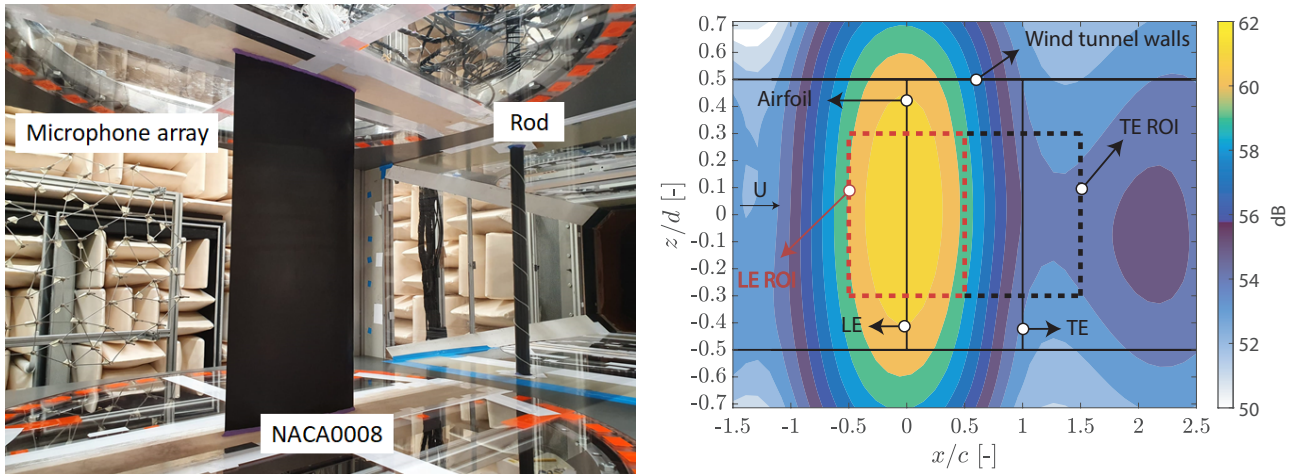 Microphone array
Rod
NACA0008
0.7
0.6
0.5
0.4
0.3
0.2
0.1
0
-0.1
-0.2
-0.3
-0.4
-0.5
-0.6
-0.7
z/d [-]
-1.5
-1
-0.5
0
0.5
1
1.5
2
2.5
x/c [-]
Wind tunnel walls
Airfoil
TE ROI
U
LE ROI
LE
TE
62
60
58
56
54
52
50
dB